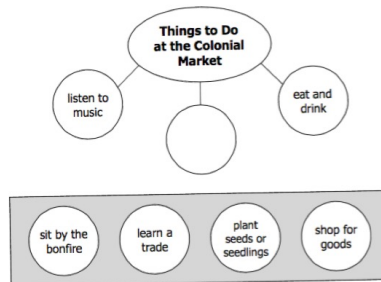 Things to Do
at the Colonial
Market
listen to
music
eat and
drink
sit by the
bonfire
learn a
trade
plant
seeds or
seedlings
shop for
goods